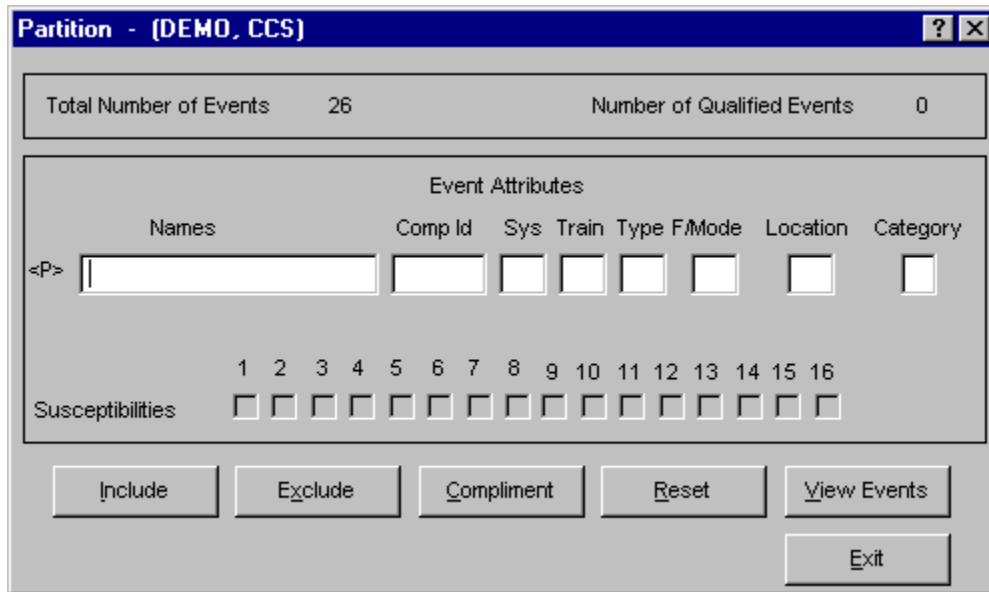 Partition - (DEMO, CCS)
Total Number of Events 26 Number of Qualified Events 0
Event Attributes
Names Comp Id Sys Train Type F/Mode Location Category
<P>
1 2 3 4 5 6 7 8 9 10 11 12 13 14 15 16
Susceptibilities
Include Exclude Compliment Reset View Events
Exit